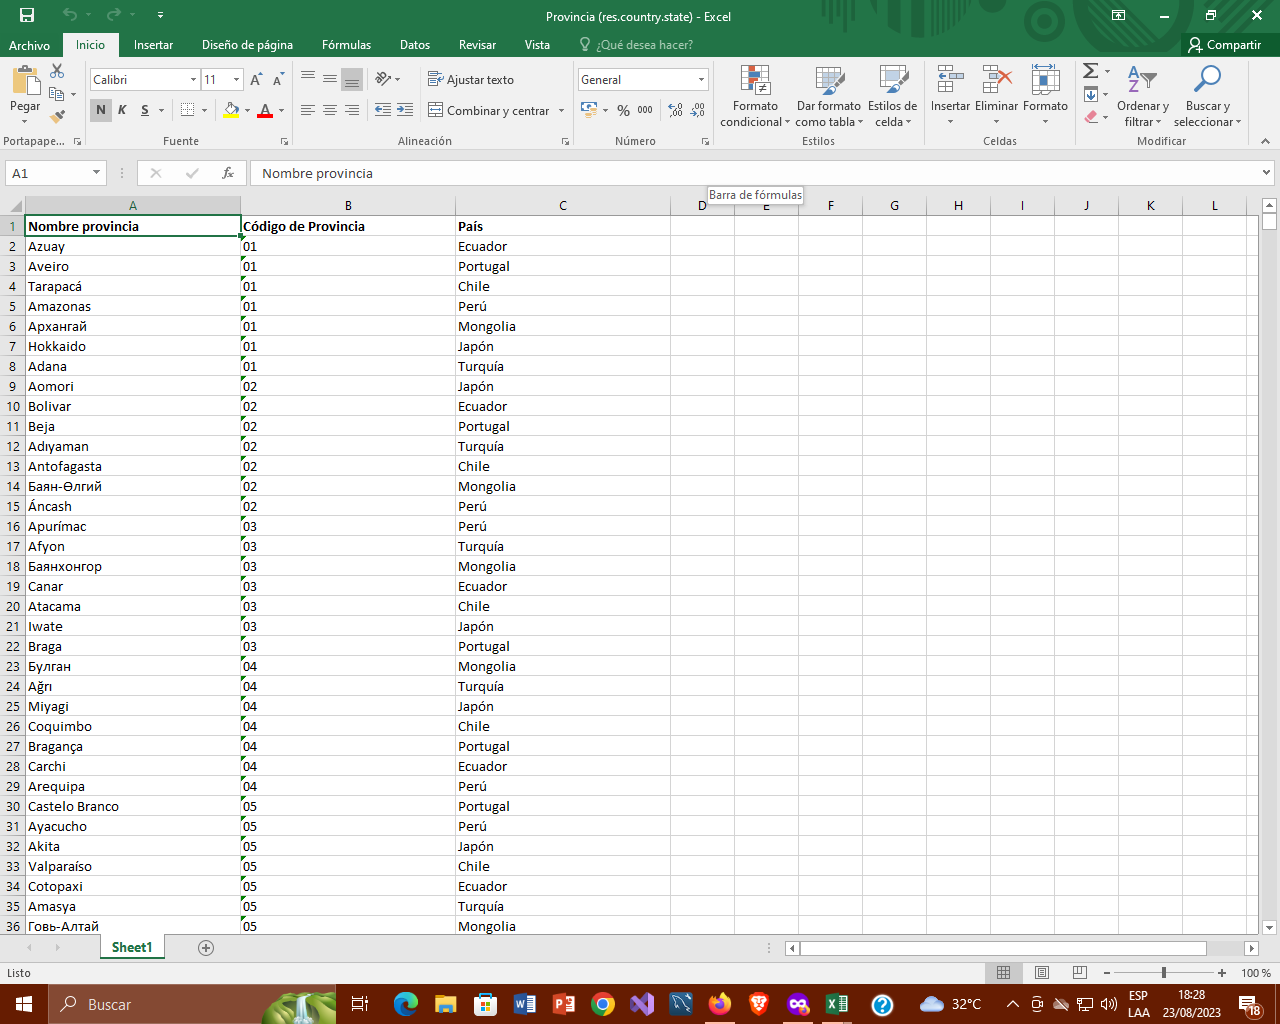 Provincia (res.country.state) - Excel
Archivo Inicio Insertar Diseño de página Fórmulas Datos Revisar Vista ¿Qué desea hacer? Compartir
Pegar
Calibri 11
N K S
Ajustar texto
Combinar y centrar
General
% 000
Formato condicional
Dar formato como tabla
Estilos de celda
Insertar Eliminar Formato
Ordenar y filtrar
Buscar y seleccionar
Portapape... Fuente Alineación Número Estilos Celdas Modificar
A1 fx Nombre provincia
Barra de fórmulas
A B C D E F G H I J K L
1 Nombre provincia Código de Provincia País
2 Azuay 01 Ecuador
3 Aveiro 01 Portugal
4 Tarapacá 01 Chile
5 Amazonas 01 Perú
6 Архангай 01 Mongolia
7 Hokkaido 01 Japón
8 Adana 01 Turquía
9 Aomori 02 Japón
10 Bolivar 02 Ecuador
11 Beja 02 Portugal
12 Adıyaman 02 Turquía
13 Antofagasta 02 Chile
14 Баян-Өлгий 02 Mongolia
15 Áncash 02 Perú
16 Apurímac 03 Perú
17 Afyon 03 Turquía
18 Баянхонгор 03 Mongolia
19 Canar 03 Ecuador
20 Atacama 03 Chile
21 Iwate 03 Japón
22 Braga 03 Portugal
23 Булган 04 Mongolia
24 Ağrı 04 Turquía
25 Miyagi 04 Japón
26 Coquimbo 04 Chile
27 Bragança 04 Portugal
28 Carchi 04 Ecuador
29 Arequipa 04 Perú
30 Castelo Branco 05 Portugal
31 Ayacucho 05 Perú
32 Akita 05 Japón
33 Valparaíso 05 Chile
34 Cotopaxi 05 Ecuador
35 Amasya 05 Turquía
36 Говь-Алтай 05 Mongolia
Sheet1
Listo 100 %
Buscar 32°C ESP 18:28
LAA 23/08/2023 18